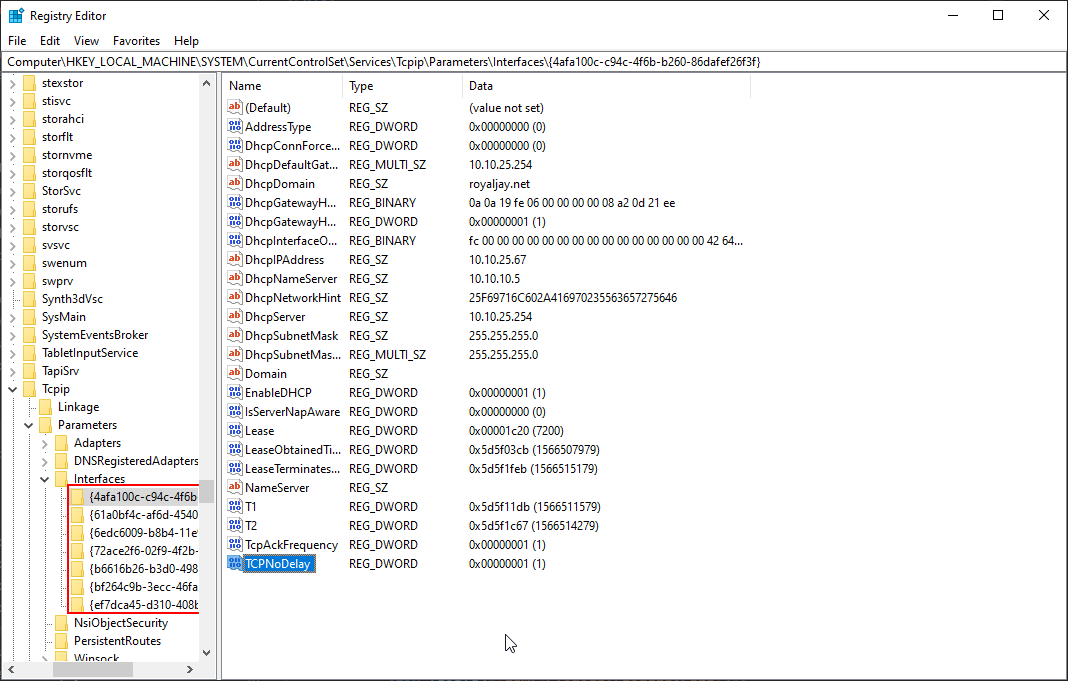 Registry Editor
File Edit View Favorites Help
Computer\HKEY_LOCAL_MACHINE\SYSTEM\CurrentControlSet\Services\Tcpip\Parameters\Interfaces\{4afa100c-c94c-4f6b-b260-86dafef26f3f}
stexstor
stisvc
storahci
storflt
stornvme
storqosflt
StorSvc
storufs
storvsc
svsvc
swenum
swprv
Synth3dVsc
SysMain
SystemEventsBroker
TabletInputService
TapiSrv
Tcpip
Linkage
Parameters
Adapters
DNSRegisteredAdapters
Interfaces
{4afa100c-c94c-4f6b
{61a0bf4c-af6d-4540
{6edc6009-b8b4-11e9
{72ace2f6-02f9-4f2b-
{b6616b26-b3d0-498
{bf264c9b-3ecc-46fa
{ef7dca45-d310-408b
NsiObjectSecurity
PersistentRoutes
Winsock
Name Type Data
(Default) REG_SZ (value not set)
AddressType REG_DWORD 0x00000000 (0)
DhcpConnForce... REG_DWORD 0x00000000 (0)
DhcpDefaultGat... REG_MULTI_SZ 10.10.25.254
DhcpDomain REG_SZ royaljay.net
DhcpGatewayH... REG_BINARY 0a 0a 19 fe 06 00 00 00 00 08 a2 0d 21 ee
DhcpGatewayH... REG_DWORD 0x00000001 (1)
DhcpInterfaceO... REG_BINARY fc 00 00 00 00 00 00 00 00 00 00 00 00 00 00 00 42 64...
DhcpIPAddress REG_SZ 10.10.25.67
DhcpNameServer REG_SZ 10.10.10.5
DhcpNetworkHint REG_SZ 25F69716C602A416970235563657275646
DhcpServer REG_SZ 10.10.25.254
DhcpSubnetMask REG_SZ 255.255.255.0
DhcpSubnetMas... REG_MULTI_SZ 255.255.255.0
Domain REG_SZ
EnableDHCP REG_DWORD 0x00000001 (1)
IsServerNapAware REG_DWORD 0x00000000 (0)
Lease REG_DWORD 0x00001c20 (7200)
LeaseObtainedTi... REG_DWORD 0x5d5f03cb (1566507979)
LeaseTerminates... REG_DWORD 0x5d5f1feb (1566515179)
NameServer REG_SZ
T1 REG_DWORD 0x5d5f11db (1566511579)
T2 REG_DWORD 0x5d5f1c67 (1566514279)
TcpAckFrequency REG_DWORD 0x00000001 (1)
TCPNoDelay REG_DWORD 0x00000001 (1)